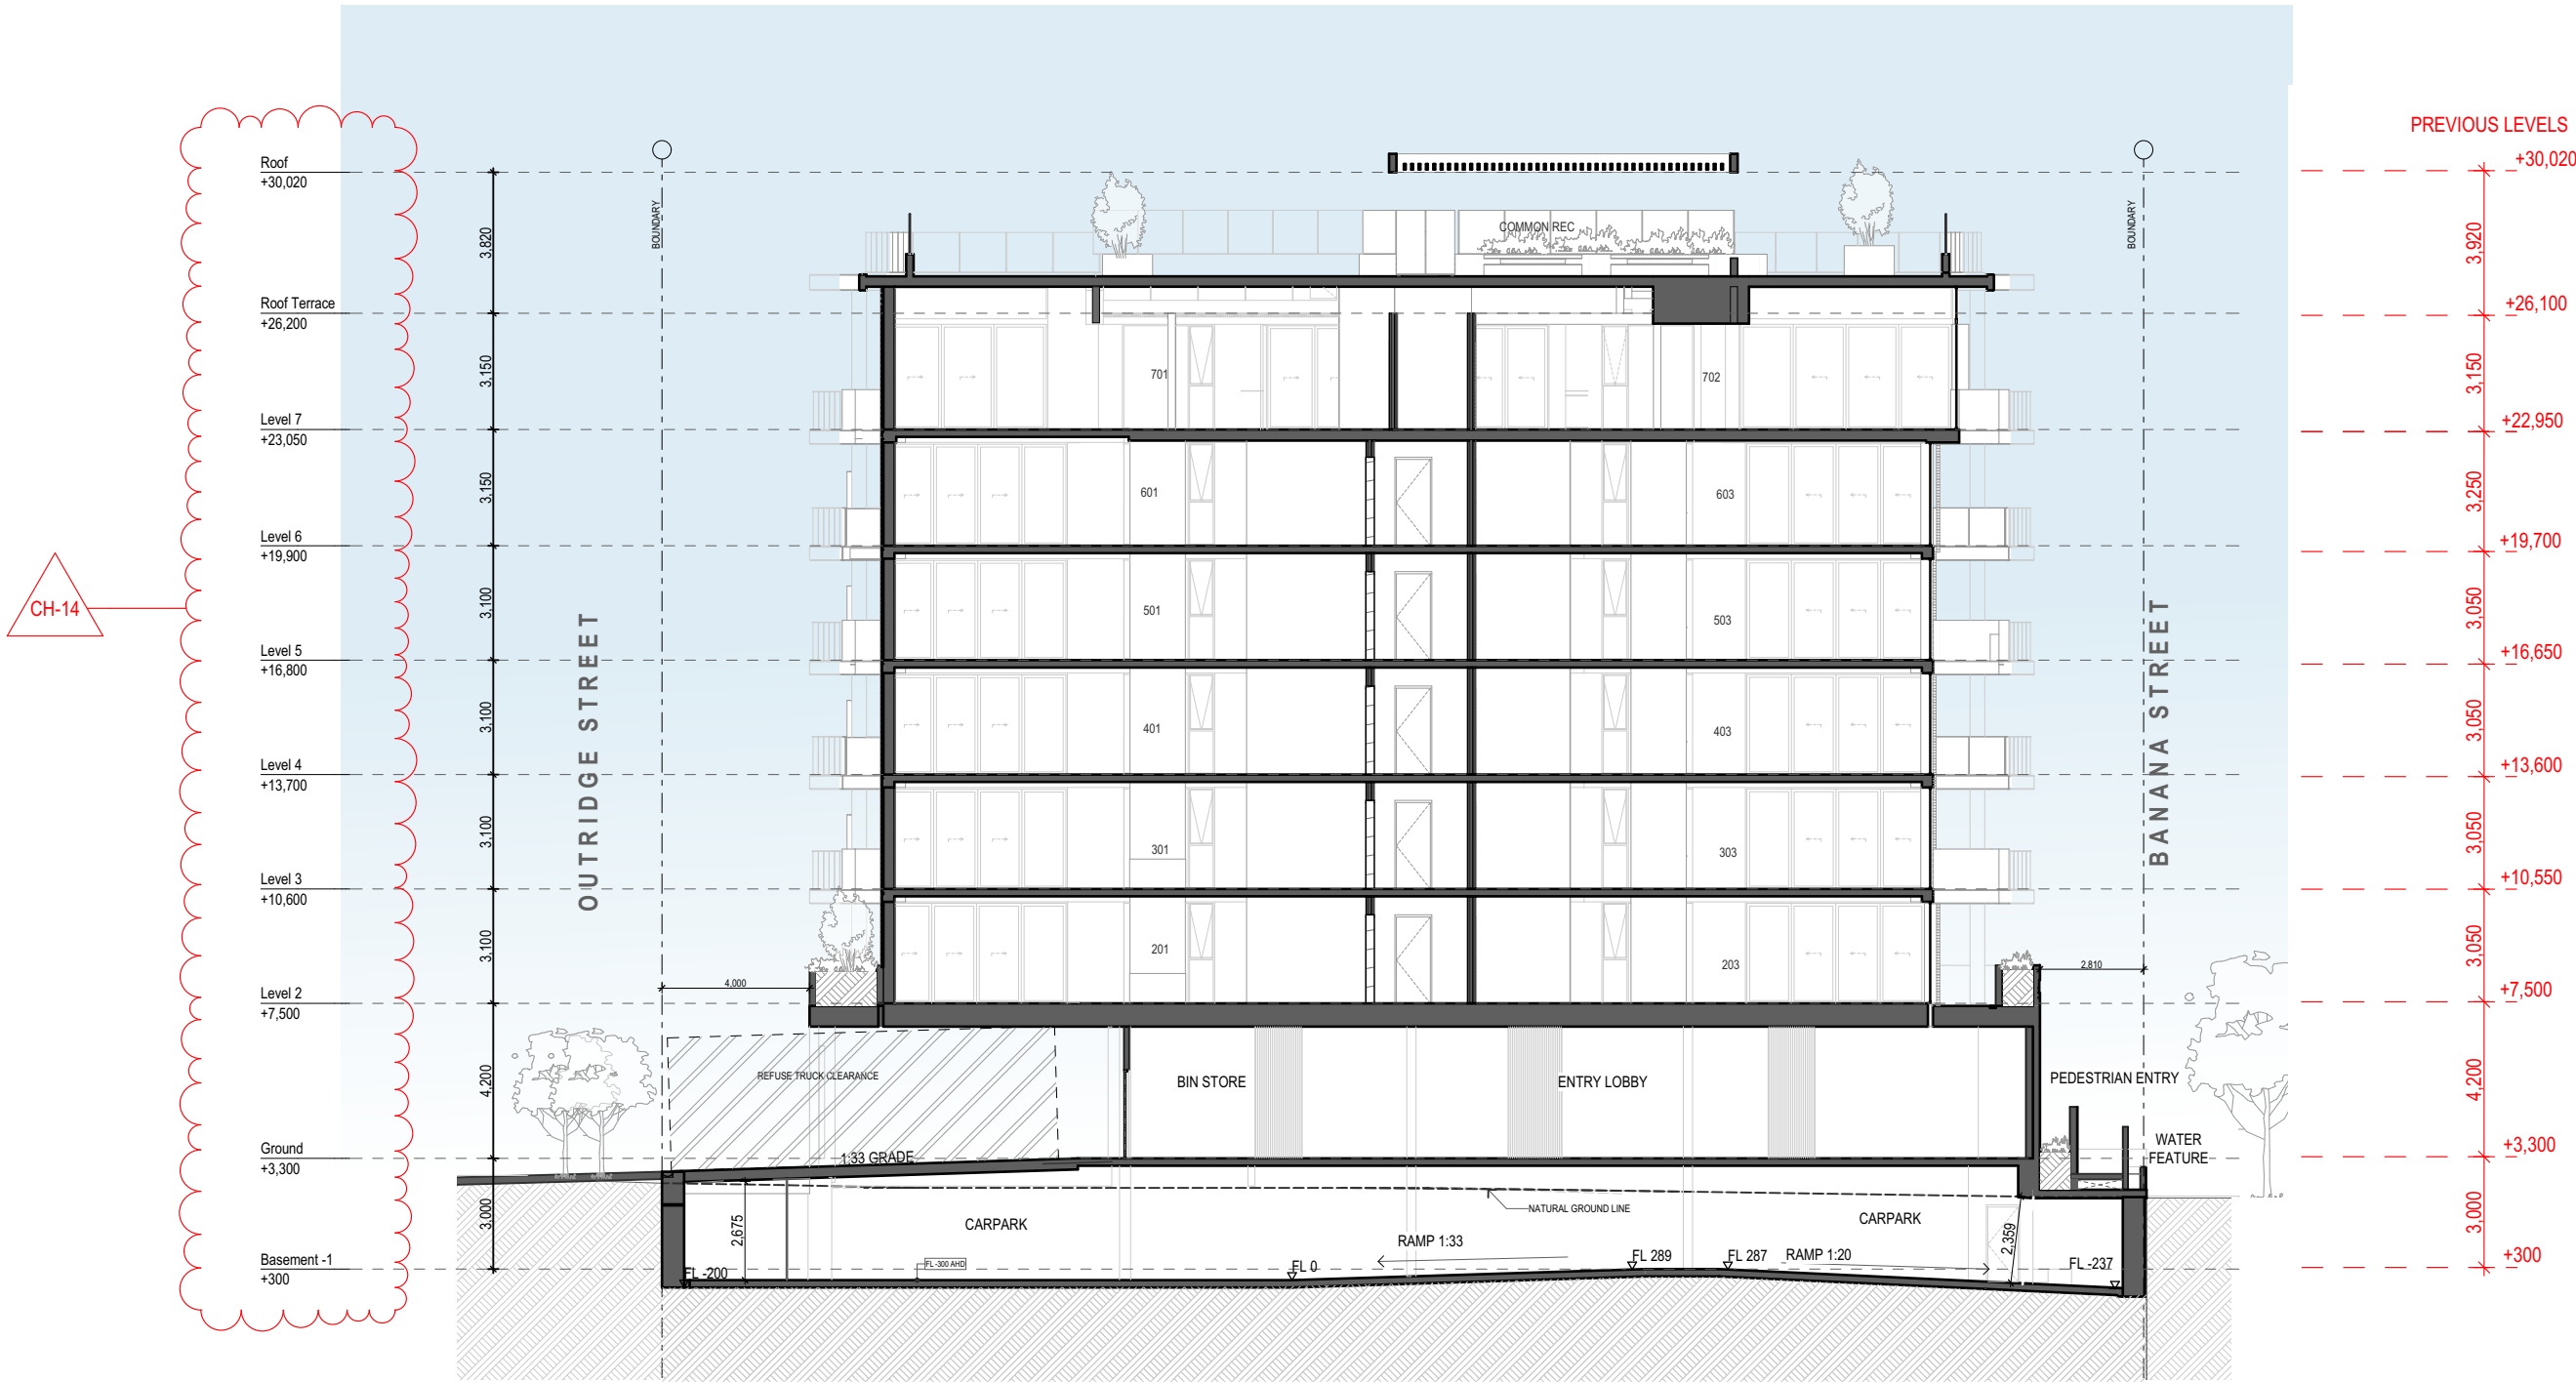 PREVIOUS LEVELS
Roof
+30,020
+30,020
BOUNDARY
BOUNDARY
COMMON REC
3,820
3,920
Roof Terrace
+26,200
+26,100
3,150
701
702
3,150
Level 7
+23,050
+22,950
3,150
601
603
3,250
Level 6
+19,900
+19,700
CH-14
3,100
501
503
3,050
Level 5
+16,800
+16,650
OUTRIDGE STREET
BANANA STREET
3,100
401
403
3,050
Level 4
+13,700
+13,600
3,100
301
303
3,050
Level 3
+10,600
+10,550
3,100
201
203
3,050
4,000
2,810
Level 2
+7,500
+7,500
4,200
REFUSE TRUCK CLEARANCE
BIN STORE
ENTRY LOBBY
PEDESTRIAN ENTRY
4,200
Ground
+3,300
+3,300
1:33 GRADE
WATER
FEATURE
3,000
2,675
CARPARK
NATURAL GROUND LINE
CARPARK
2,359
3,000
RAMP 1:33
RAMP 1:20
Basement -1
+300
+300
FL -200
FL -300 AHD
FL 0
FL 289
FL 287
FL -237